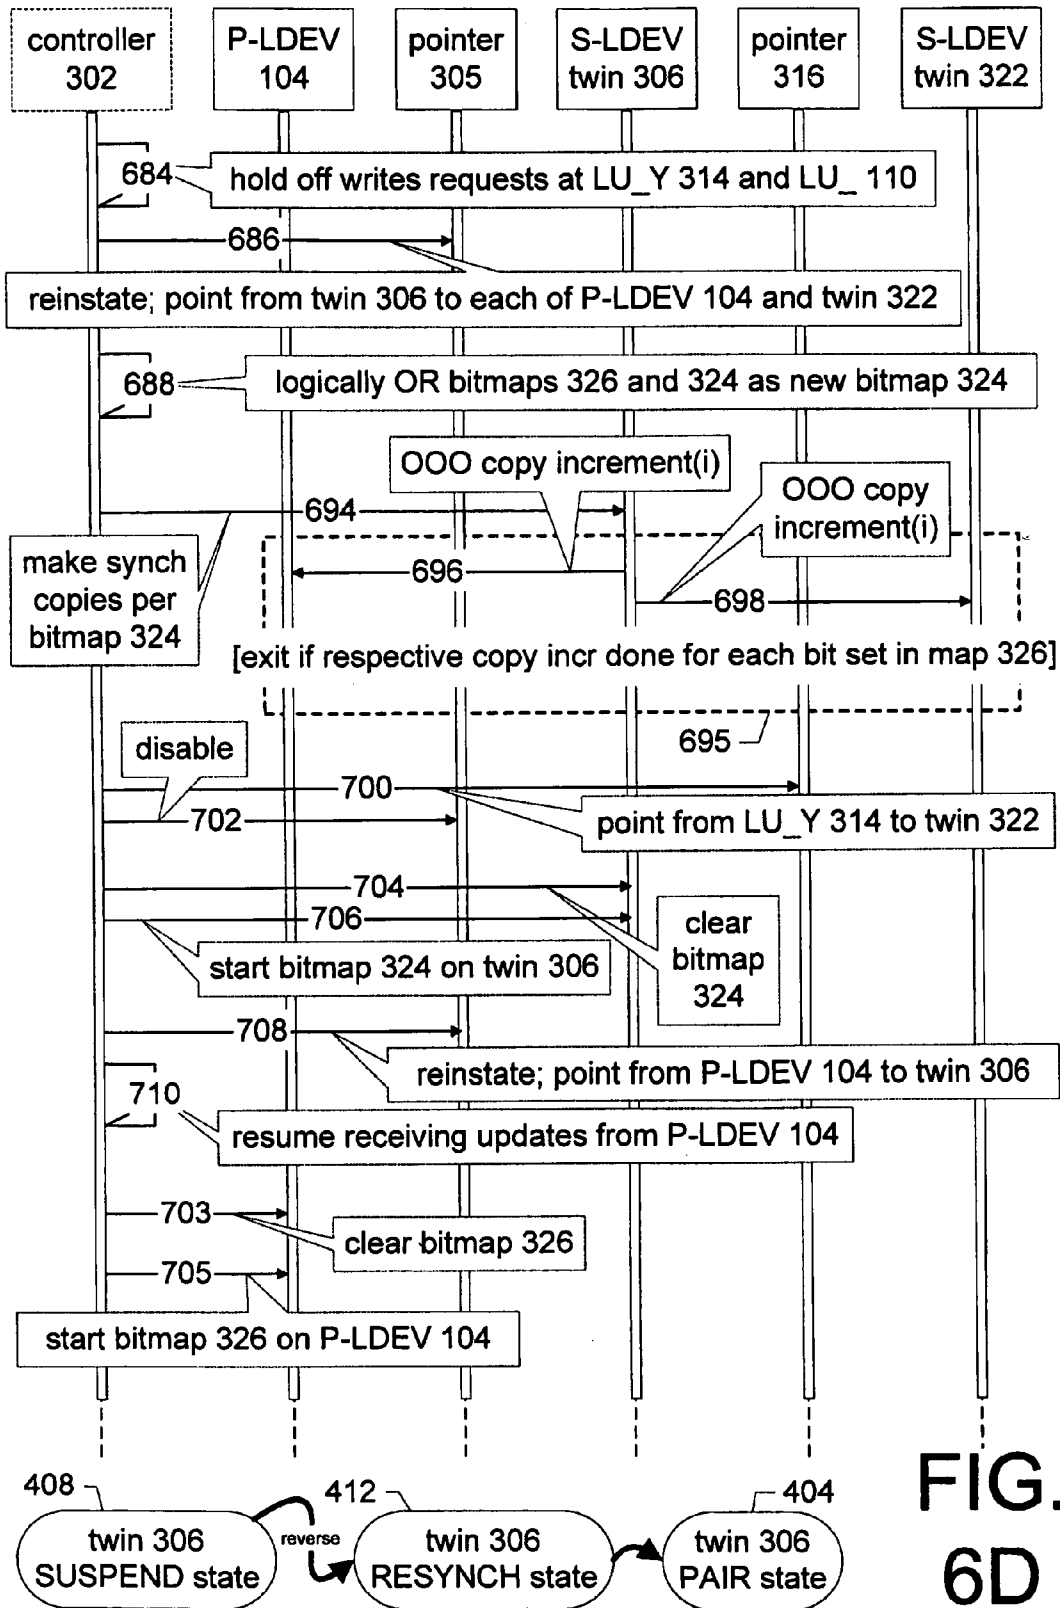 controller
302
P-LDEV
104
pointer
305
S-LDEV
twin 306
pointer
316
S-LDEV
twin 322
684
hold off writes requests at LU_Y 314 and LU_ 110
686
reinstate; point from twin 306 to each of P-LDEV 104 and twin 322
688
logically OR bitmaps 326 and 324 as new bitmap 324
OOO copy increment(i)
OOO copy
increment(i)
694
make synch
copies per
bitmap 324
696
698
[exit if respective copy incr done for each bit set in map 326]
695
disable
700
702
point from LU_Y 314 to twin 322
704
706
clear
bitmap
324
start bitmap 324 on twin 306
708
reinstate; point from P-LDEV 104 to twin 306
710
resume receiving updates from P-LDEV 104
703
clear bitmap 326
705
start bitmap 326 on P-LDEV 104
408
412
404
twin 306
SUSPEND state
reverse
twin 306
RESYNCH state
twin 306
PAIR state
FIG.
6D